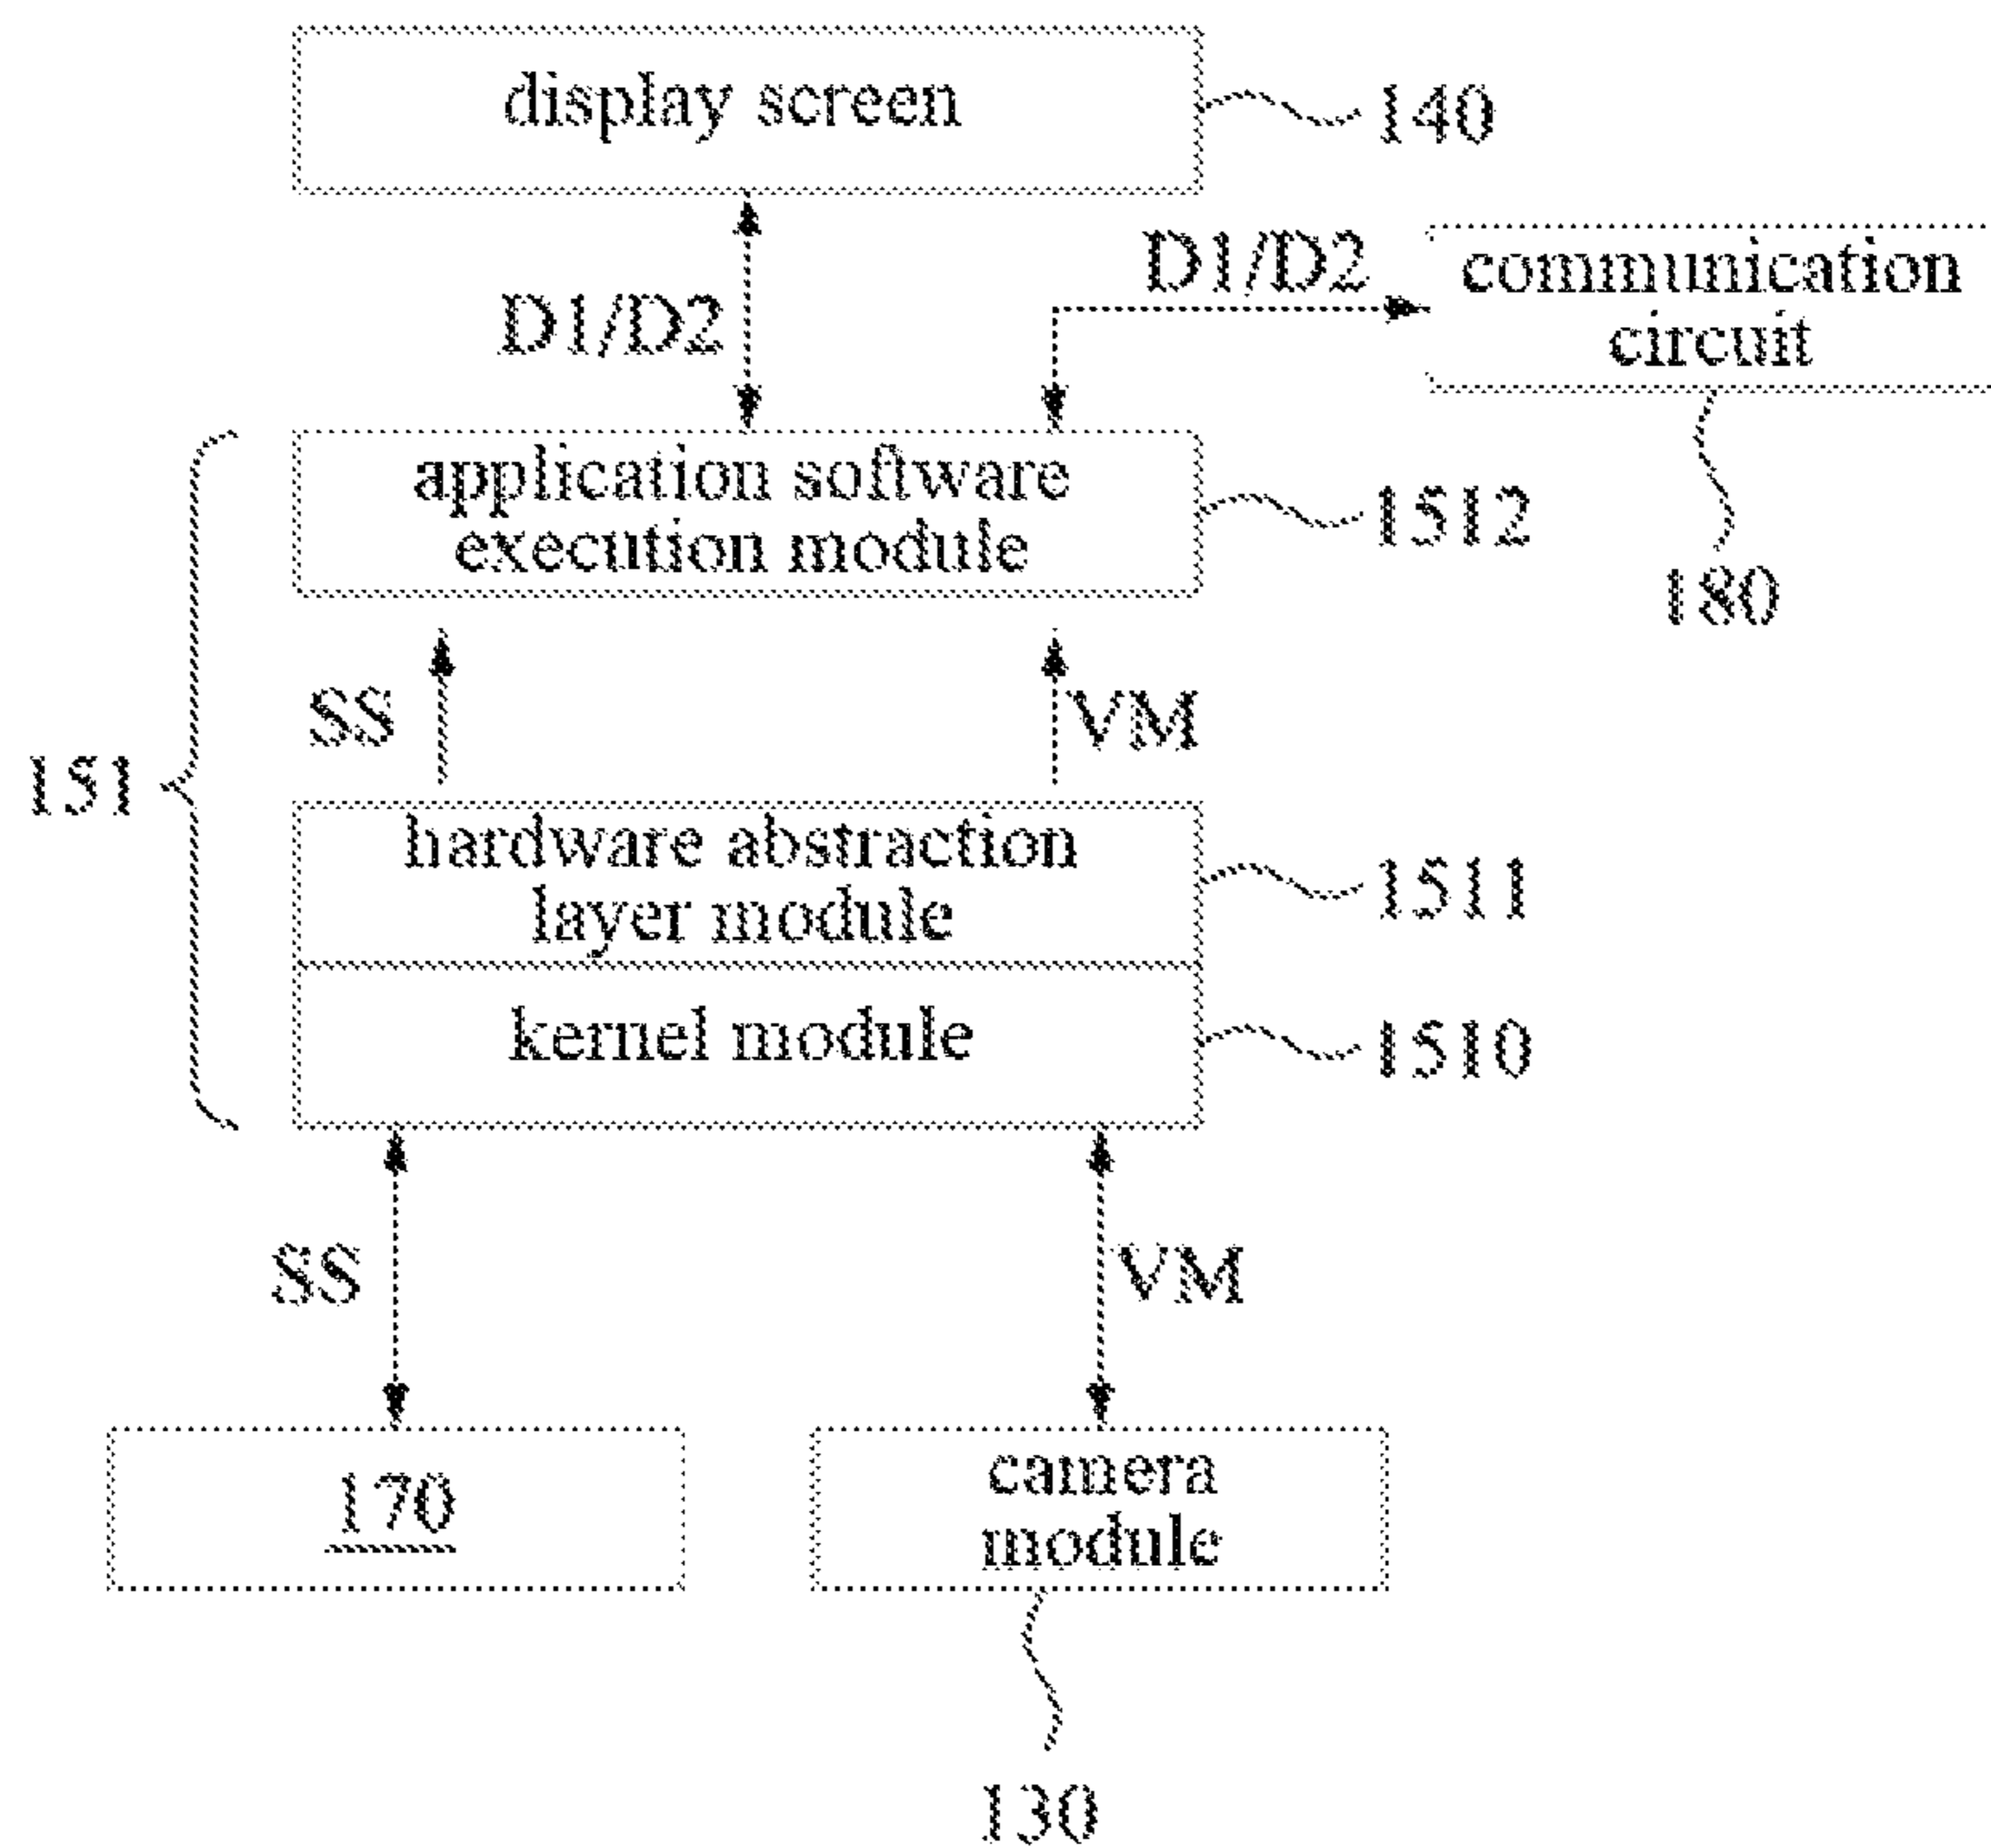 display screen
140
D1/D2
D1/D2
communication
circuit
180
application software
execution module
1512
SS
VM
151
hardware abstraction
layer module
1511
kernel module
1510
SS
VM
170
camera
module
130